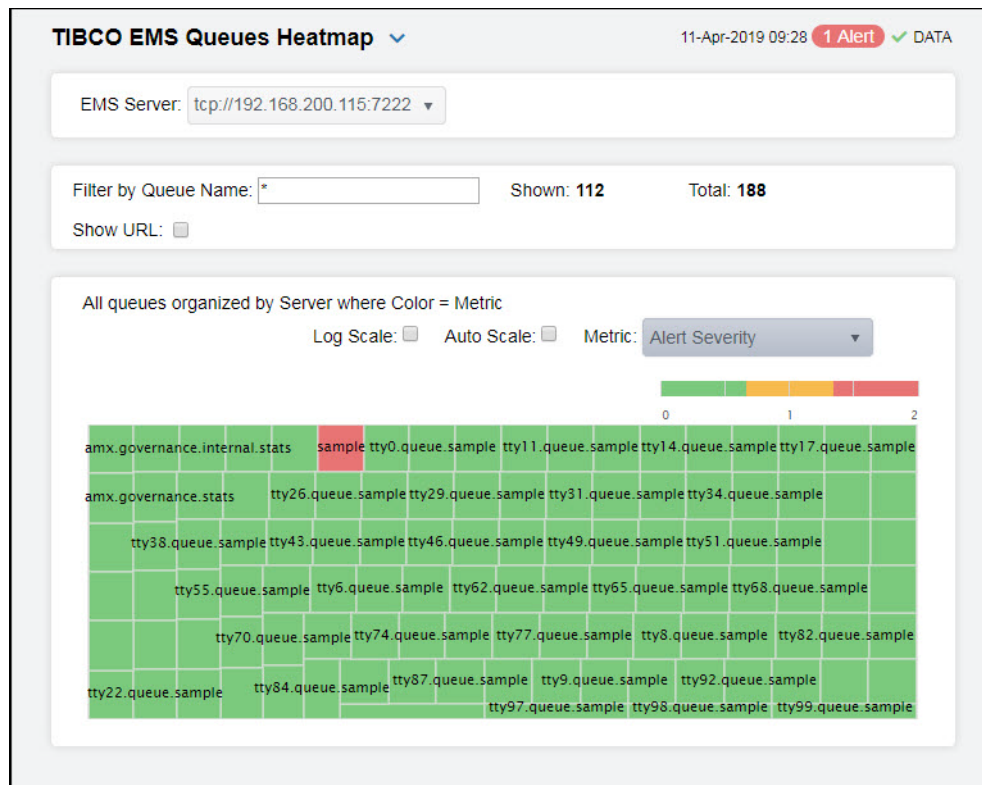 TIBCO EMS Queues Heatmap 11-Apr-2019 09:28 1 Alert DATA
EMS Server: tcp://192.168.200.115:7222
Filter by Queue Name: * Shown: 112 Total: 188
Show URL:
All queues organized by Server where Color = Metric
Log Scale: Auto Scale: Metric: Alert Severity
0 1 2
amx.governance.internal.stats sample tty0.queue.sample tty11.queue.sample tty14.queue.sample tty17.queue.sample
amx.governance.stats tty26.queue.sample tty29.queue.sample tty31.queue.sample tty34.queue.sample
tty38.queue.sample tty43.queue.sample tty46.queue.sample tty49.queue.sample tty51.queue.sample
tty55.queue.sample tty6.queue.sample tty62.queue.sample tty65.queue.sample tty68.queue.sample
tty70.queue.sample tty74.queue.sample tty77.queue.sample tty8.queue.sample tty82.queue.sample
tty22.queue.sample tty84.queue.sample tty87.queue.sample tty9.queue.sample tty92.queue.sample
tty97.queue.sample tty98.queue.sample tty99.queue.sample